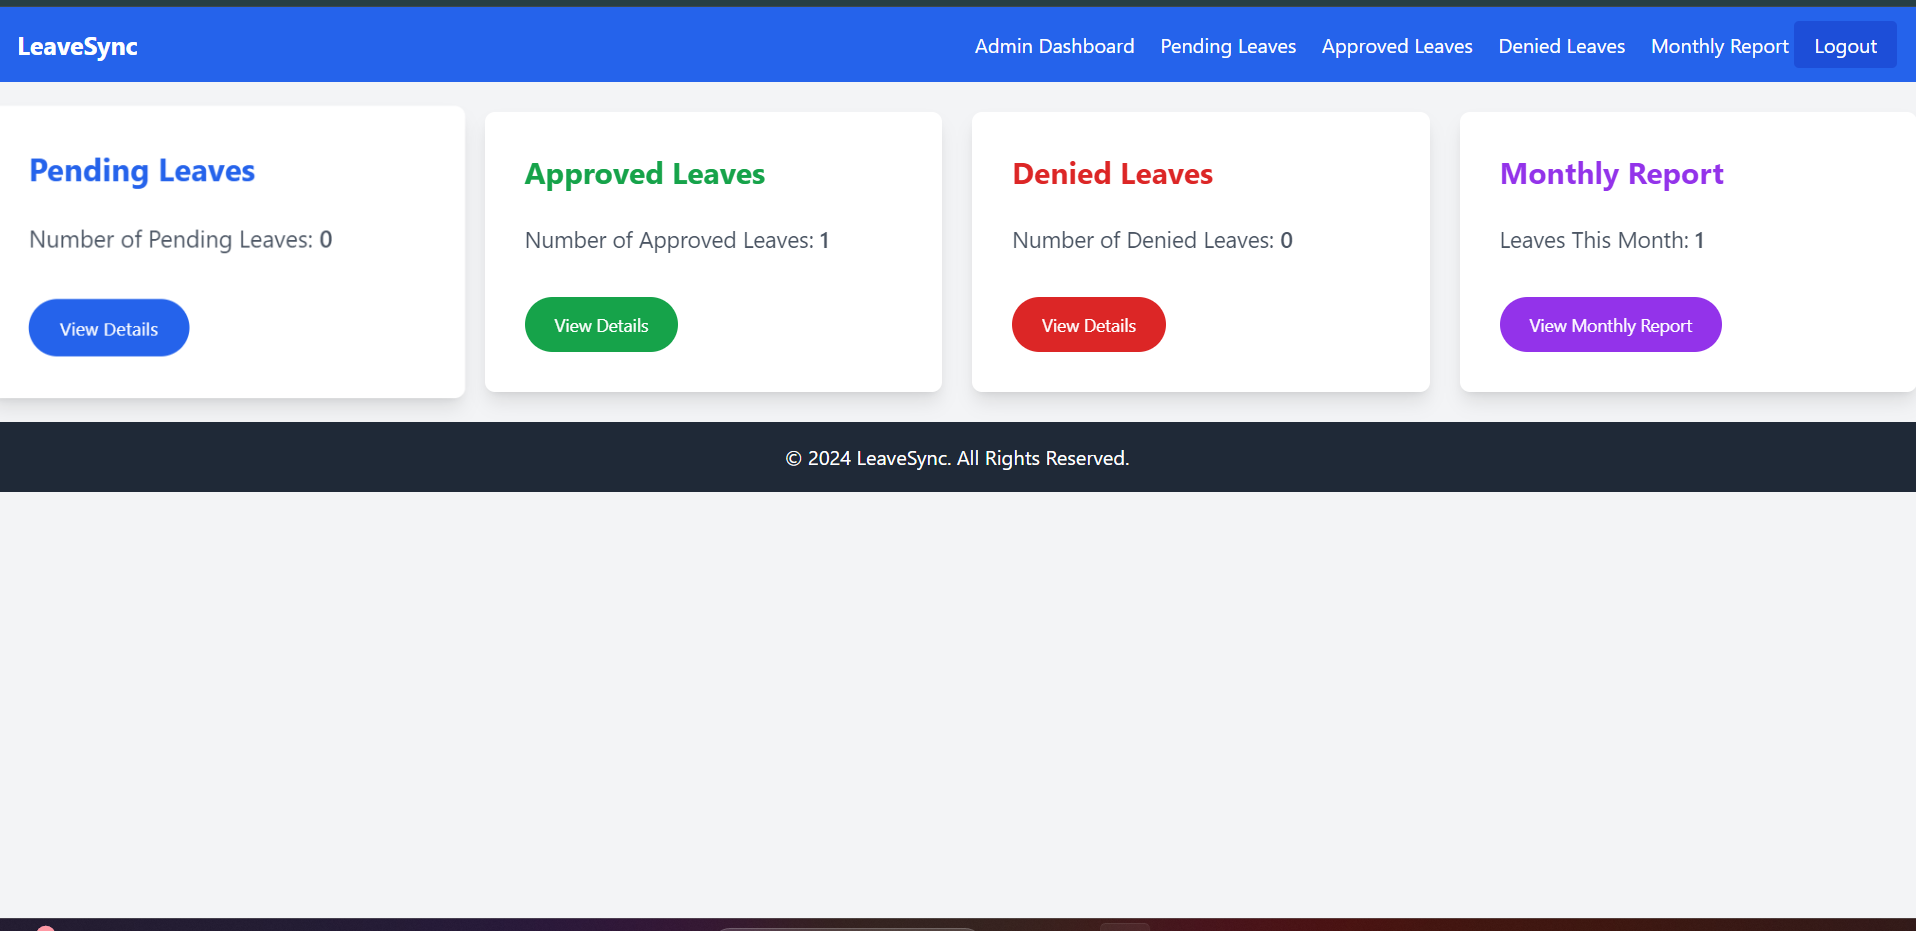 LeaveSync
Admin Dashboard Pending Leaves Approved Leaves Denied Leaves Monthly Report Logout
Pending Leaves
Number of Pending Leaves: 0
View Details
Approved Leaves
Number of Approved Leaves: 1
View Details
Denied Leaves
Number of Denied Leaves: 0
View Details
Monthly Report
Leaves This Month: 1
View Monthly Report
© 2024 LeaveSync. All Rights Reserved.